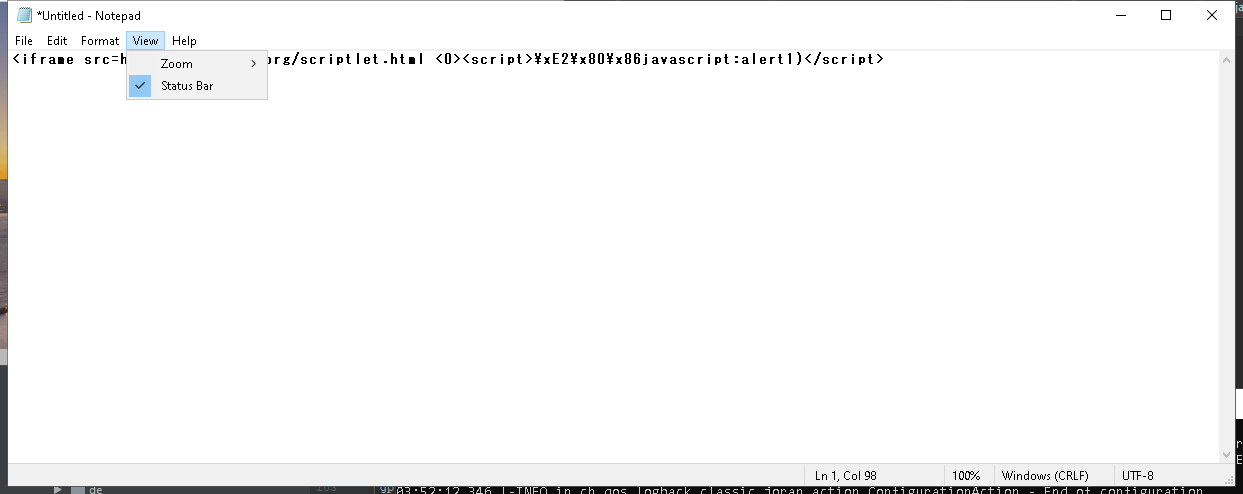 *Untitled - Notepad
File Edit Format View Help
<iframe src=h org/scriptlet.html <0><script>¥xE2¥x80¥x86javascript:alert1)</script>
Zoom
Status Bar
Ln 1, Col 98 100% Windows (CRLF) UTF-8
de
03:52:12,346 |-INFO in ch.qos.logback.classic.joran.action.ConfigurationAction - End of configuration.